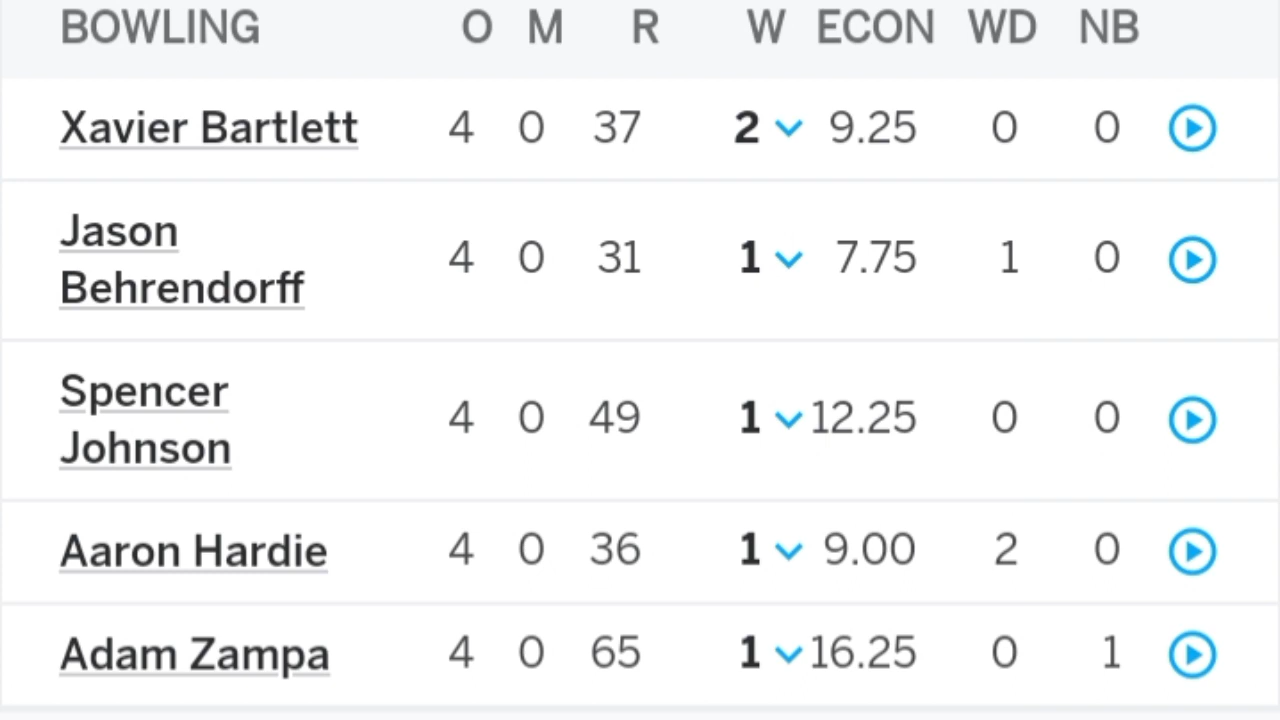 BOWLING O M R W ECON WD NB
Xavier Bartlett 4 0 37 2 9.25 0 0
Jason
Behrendorff 4 0 31 1 7.75 1 0
Spencer
Johnson 4 0 49 1 12.25 0 0
Aaron Hardie 4 0 36 1 9.00 2 0
Adam Zampa 4 0 65 1 16.25 0 1